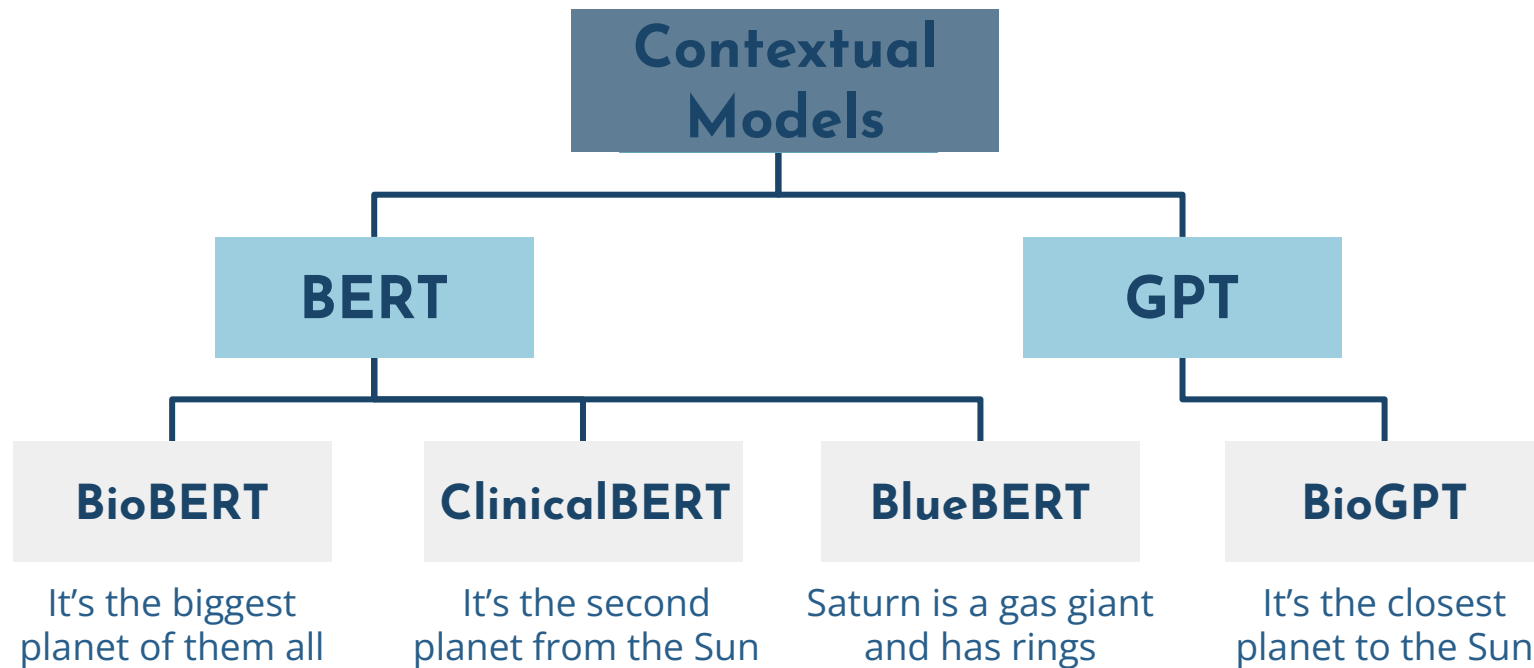 Contextual
Models
BERT
GPT
BioBERT
ClinicalBERT
BlueBERT
BioGPT
It’s the biggest
planet of them all
It’s the second
planet from the Sun
Saturn is a gas giant
and has rings
It’s the closest
planet to the Sun